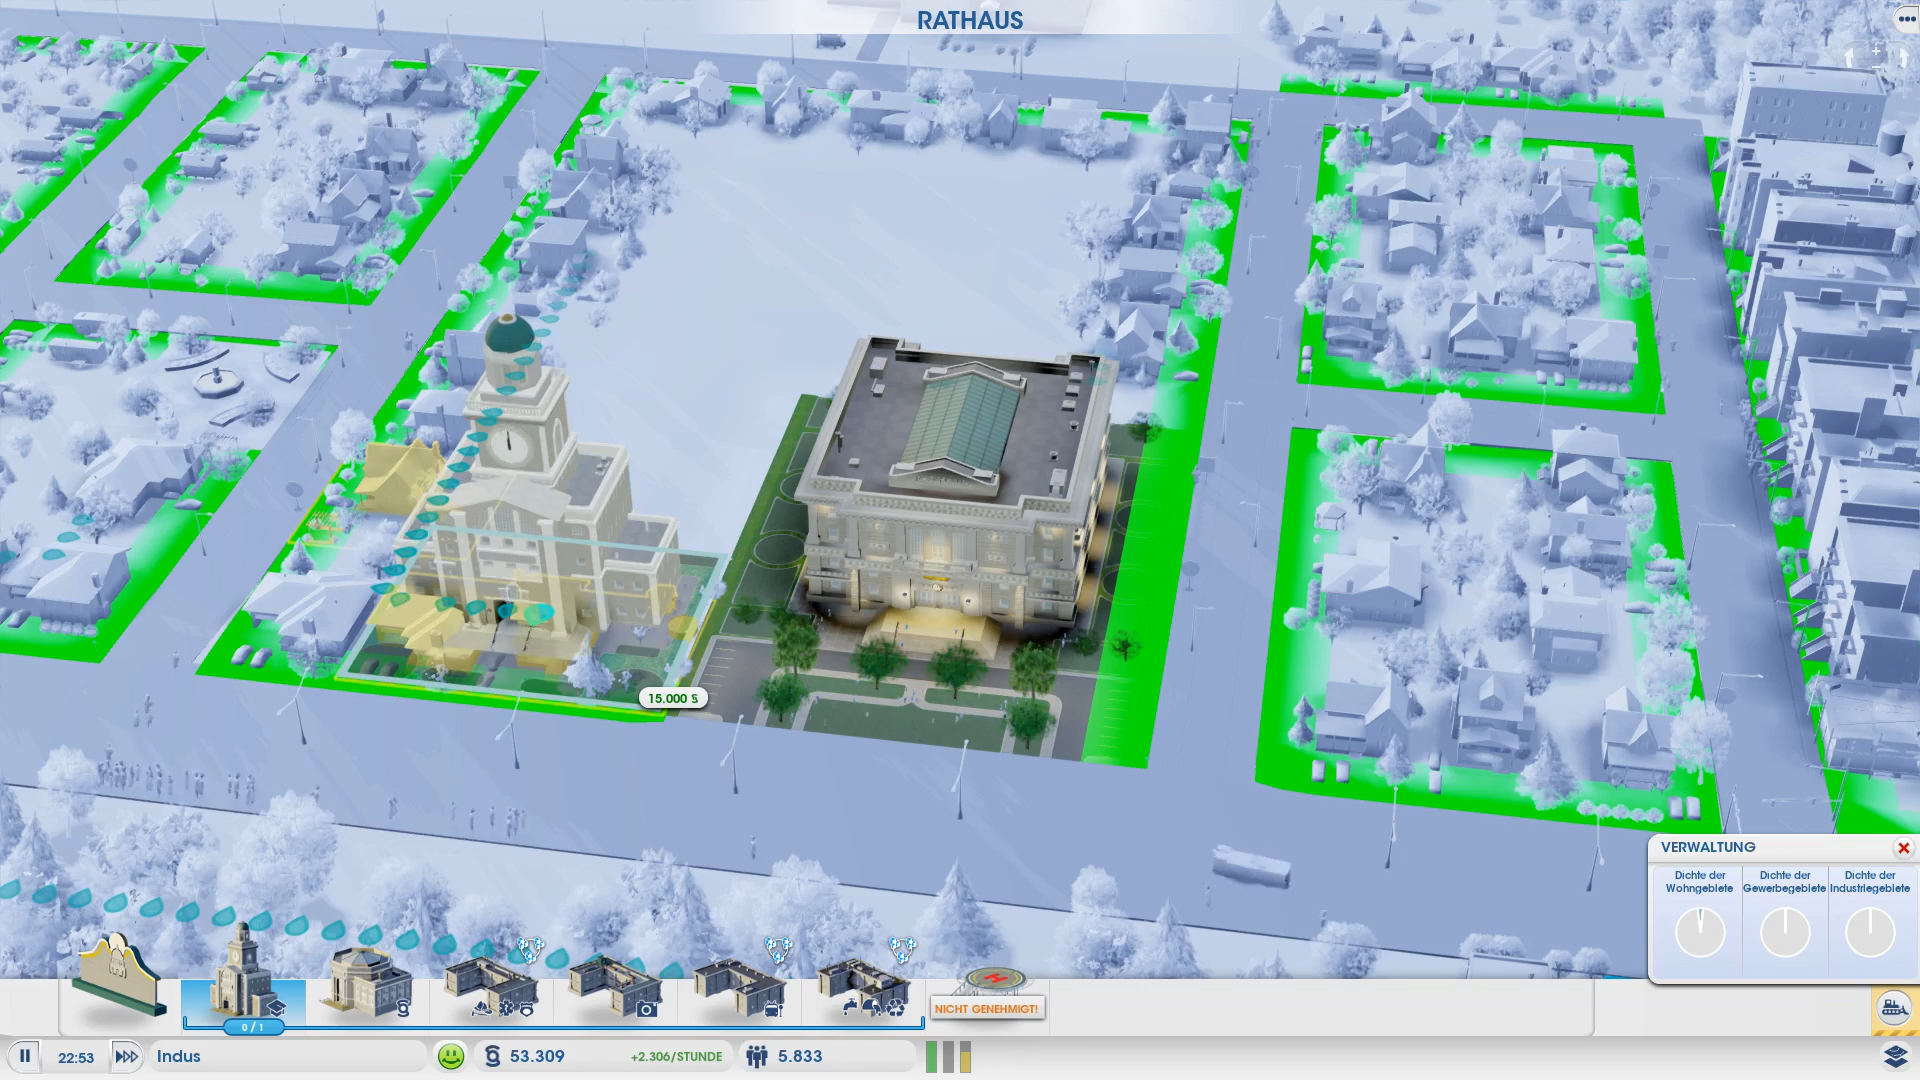 RATHAUS
15.000 §
VERWALTUNG
Dichte der Wohngebiete
Dichte der Gewerbegebiete
Dichte der Industriegebiete
0 / 1
NICHT GENEHMIGT!
22:53
Indus
53.309
+2.306/STUNDE
5.833